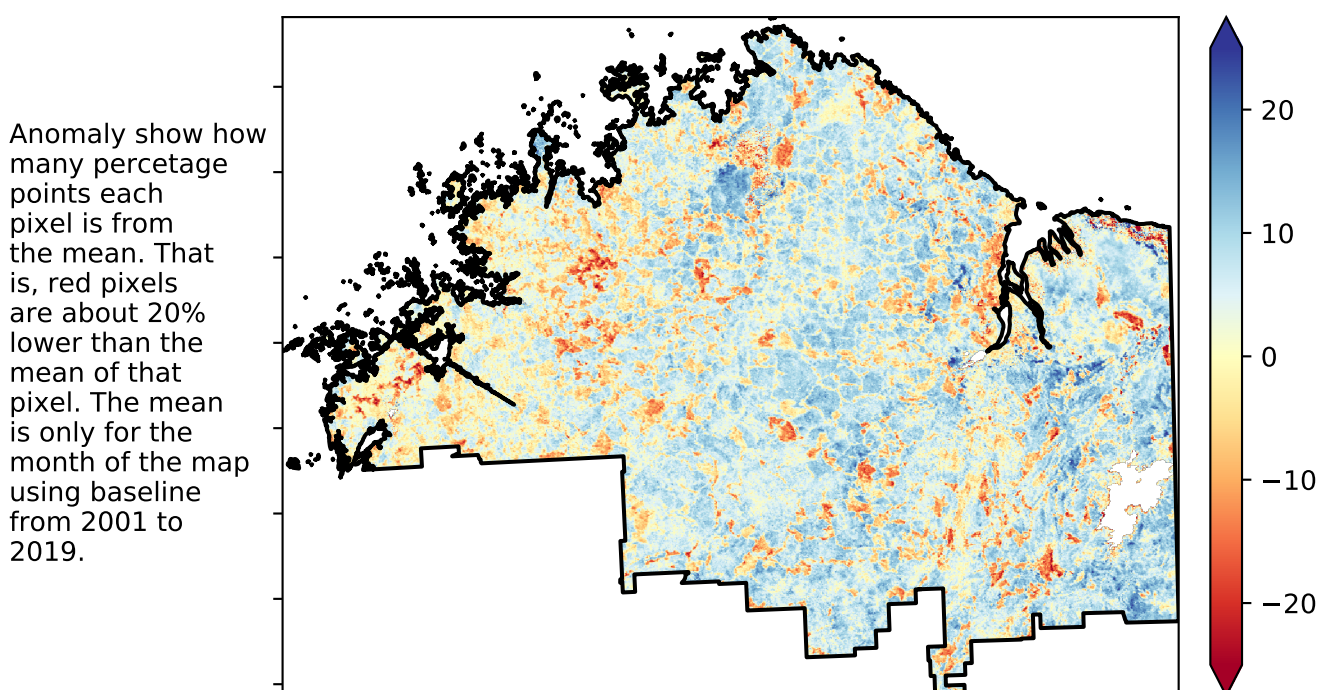 Anomaly show how
many percetage
points each
pixel is from
the mean. That
is, red pixels
are about 20%
lower than the
mean of that
pixel. The mean
is only for the
month of the map
using baseline
from 2001 to
2019.
20
10
0
−10
−20